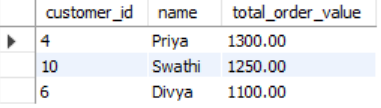 customer_id name total_order_value
4 Priya 1300.00
10 Swathi 1250.00
6 Divya 1100.00